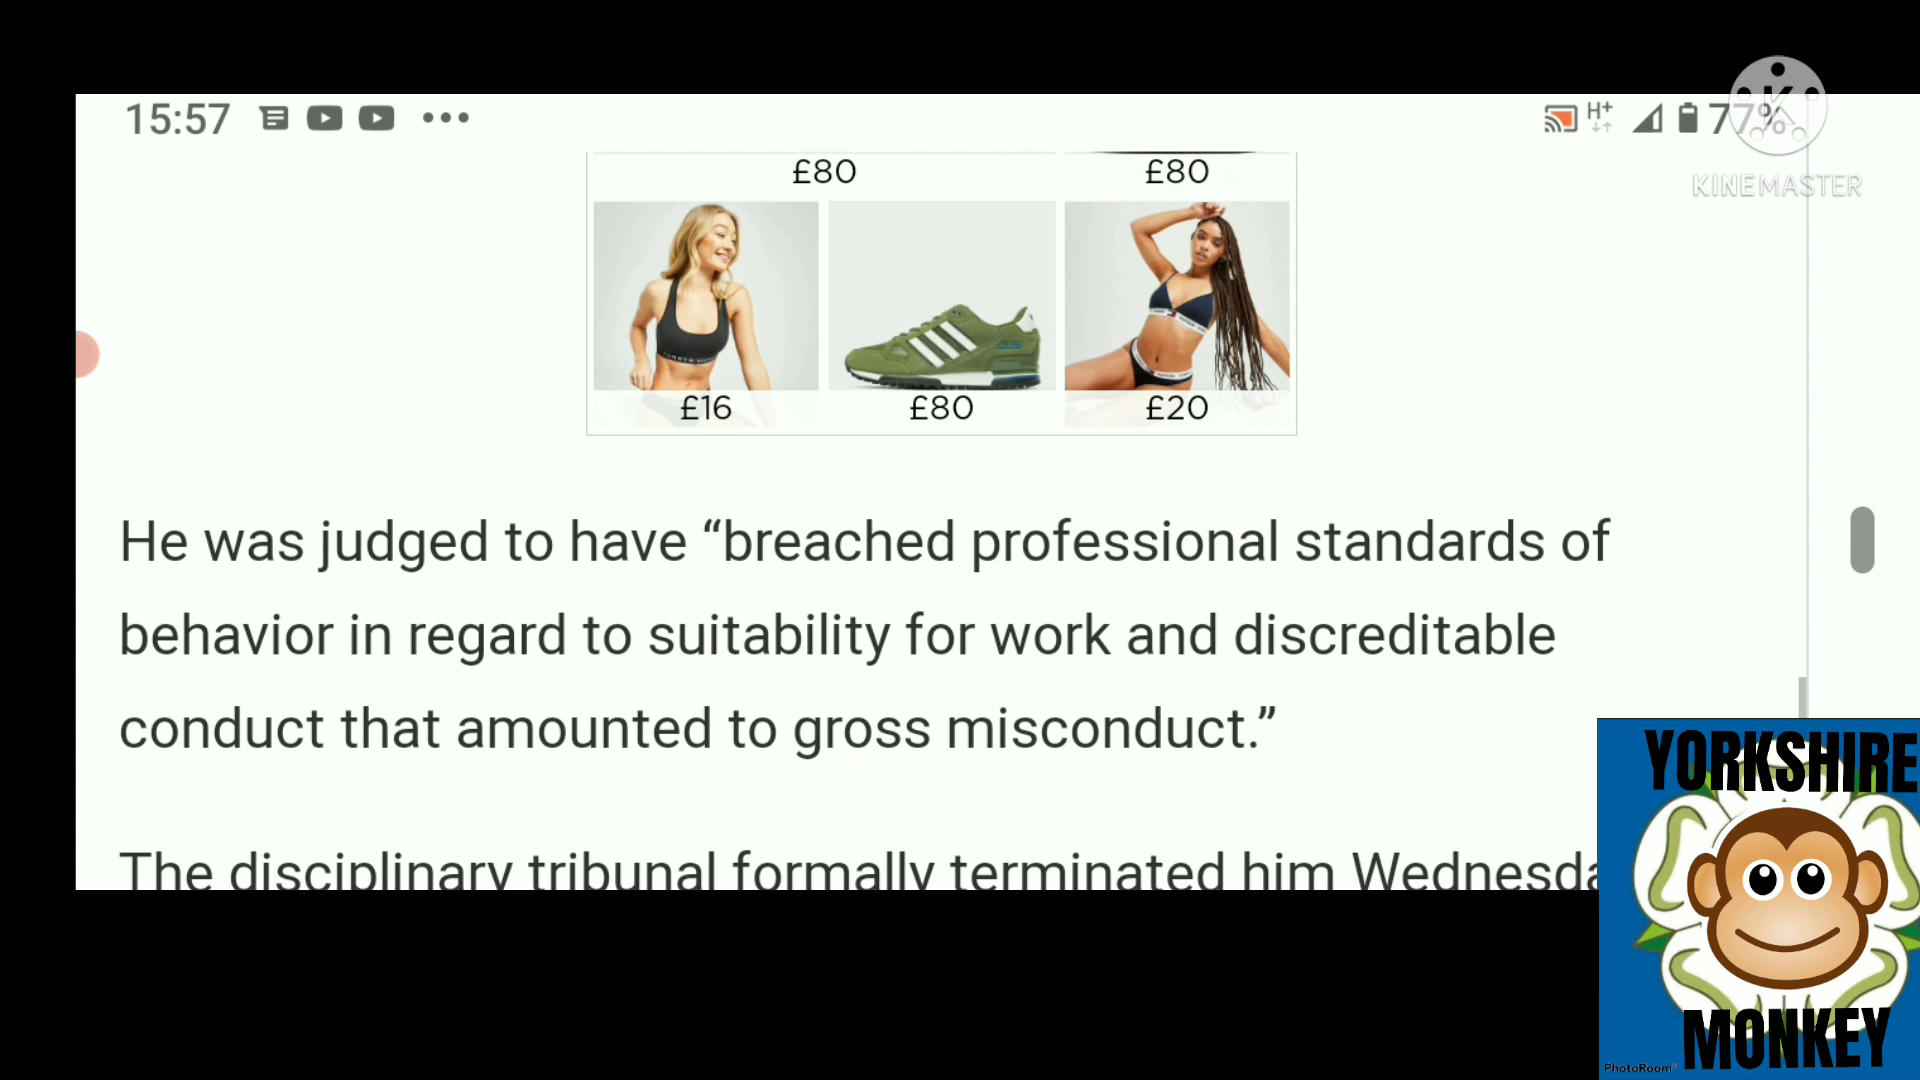 15:57
H+
77%
KINEMASTER
£80 £80
£16 £80 £20
He was judged to have “breached professional standards of
behavior in regard to suitability for work and discreditable
conduct that amounted to gross misconduct.”
The disciplinary tribunal formally terminated him Wednesda
YORKSHIRE
MONKEY
PhotoRoom